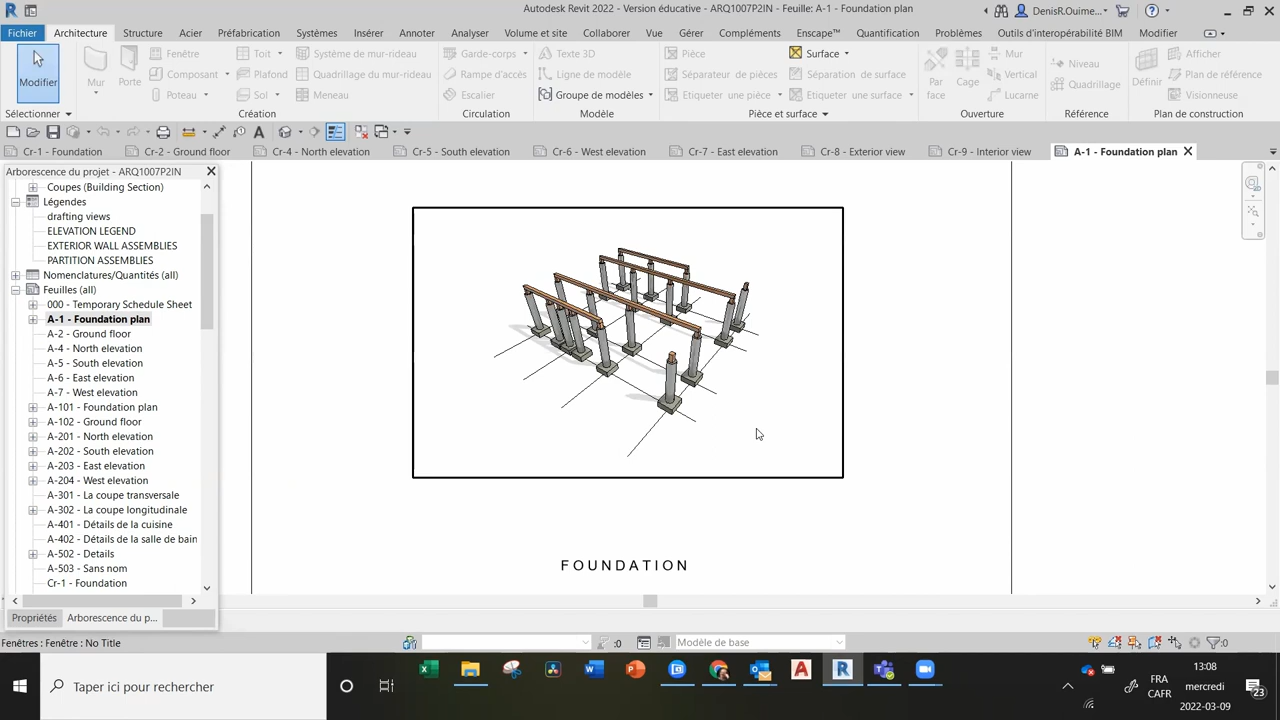 Autodesk Revit 2022 - Version éducative - ARQ1007P2IN - Feuille: A-1 - Foundation plan
DenisR.Ouime...
Fichier Architecture Structure Acier Préfabrication Systèmes Insérer Annoter Analyser Volume et site Collaborer Vue Gérer Compléments Enscape™ Quantification Problèmes Outils d'interopérabilité BIM Modifier
Fenêtre Toit Système de mur-rideau Garde-corps Texte 3D Pièce Surface Mur Afficher
Modifier Mur Porte Composant Plafond Quadrillage du mur-rideau Rampe d'accès Ligne de modèle Séparateur de pièces Séparation de surface Par face Cage Vertical Niveau Définir Plan de référence
Poteau Sol Meneau Escalier Groupe de modèles Etiqueter une pièce Etiqueter une surface Lucarne Quadrillage Visionneuse
Sélectionner Création Circulation Modèle Pièce et surface Ouverture Référence Plan de construction
Cr-1 - Foundation Cr-2 - Ground floor Cr-4 - North elevation Cr-5 - South elevation Cr-6 - West elevation Cr-7 - East elevation Cr-8 - Exterior view Cr-9 - Interior view A-1 - Foundation plan
Arborescence du projet - ARQ1007P2IN
Coupes (Building Section)
Légendes
drafting views
ELEVATION LEGEND
EXTERIOR WALL ASSEMBLIES
PARTITION ASSEMBLIES
Nomenclatures/Quantités (all)
Feuilles (all)
000 - Temporary Schedule Sheet
A-1 - Foundation plan
A-2 - Ground floor
A-4 - North elevation
A-5 - South elevation
A-6 - East elevation
A-7 - West elevation
A-101 - Foundation plan
A-102 - Ground floor
A-201 - North elevation
A-202 - South elevation
A-203 - East elevation
A-204 - West elevation
A-301 - La coupe transversale
A-302 - La coupe longitudinale
A-401 - Détails de la cuisine
A-402 - Détails de la salle de bain
A-502 - Details
A-503 - Sans nom
Cr-1 - Foundation
FOUNDATION
Propriétés Arborescence du p...
Fenêtres : Fenêtre : No Title :0 Modèle de base :0
Taper ici pour rechercher
FRA
CAFR
13:08
mercredi
2022-03-09
23